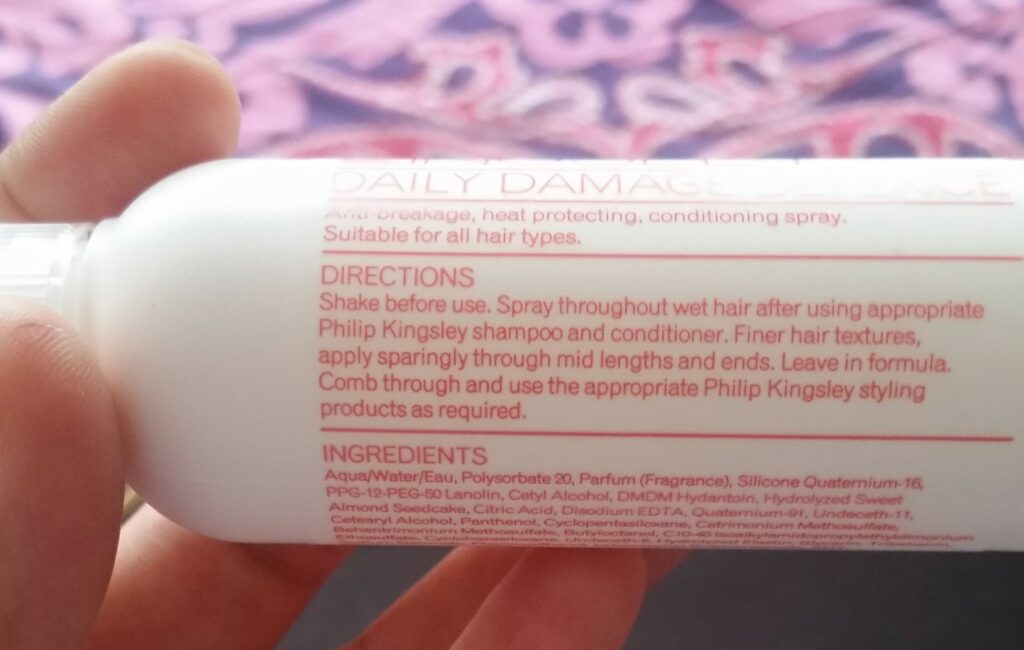 DAILY DAMAGE DEFENCE
Anti-breakage, heat protecting, conditioning spray.
Suitable for all hair types.
DIRECTIONS
Shake before use. Spray throughout wet hair after using appropriate
Philip Kingsley shampoo and conditioner. Finer hair textures,
apply sparingly through mid lengths and ends. Leave in formula.
Comb through and use the appropriate Philip Kingsley styling
products as required.
INGREDIENTS
Aqua/Water/Eau, Polysorbate 20, Parfum (Fragrance), Silicone Quaternium-16,
PPG-12-PEG-50 Lanolin, Cetyl Alcohol, DMDM Hydantoin, Hydrolyzed Sweet
Almond Seedcake, Citric Acid, Disodium EDTA, Quaternium-91, Undeceth-11,
Cetearyl Alcohol, Panthenol, Cyclopentasiloxane, Cetrimonium Methosulfate,
Behentrimonium Methosulfate, Butyloctanol, C10-40 Isoalkylamidopropylethyldimonium
Ethosulfate,